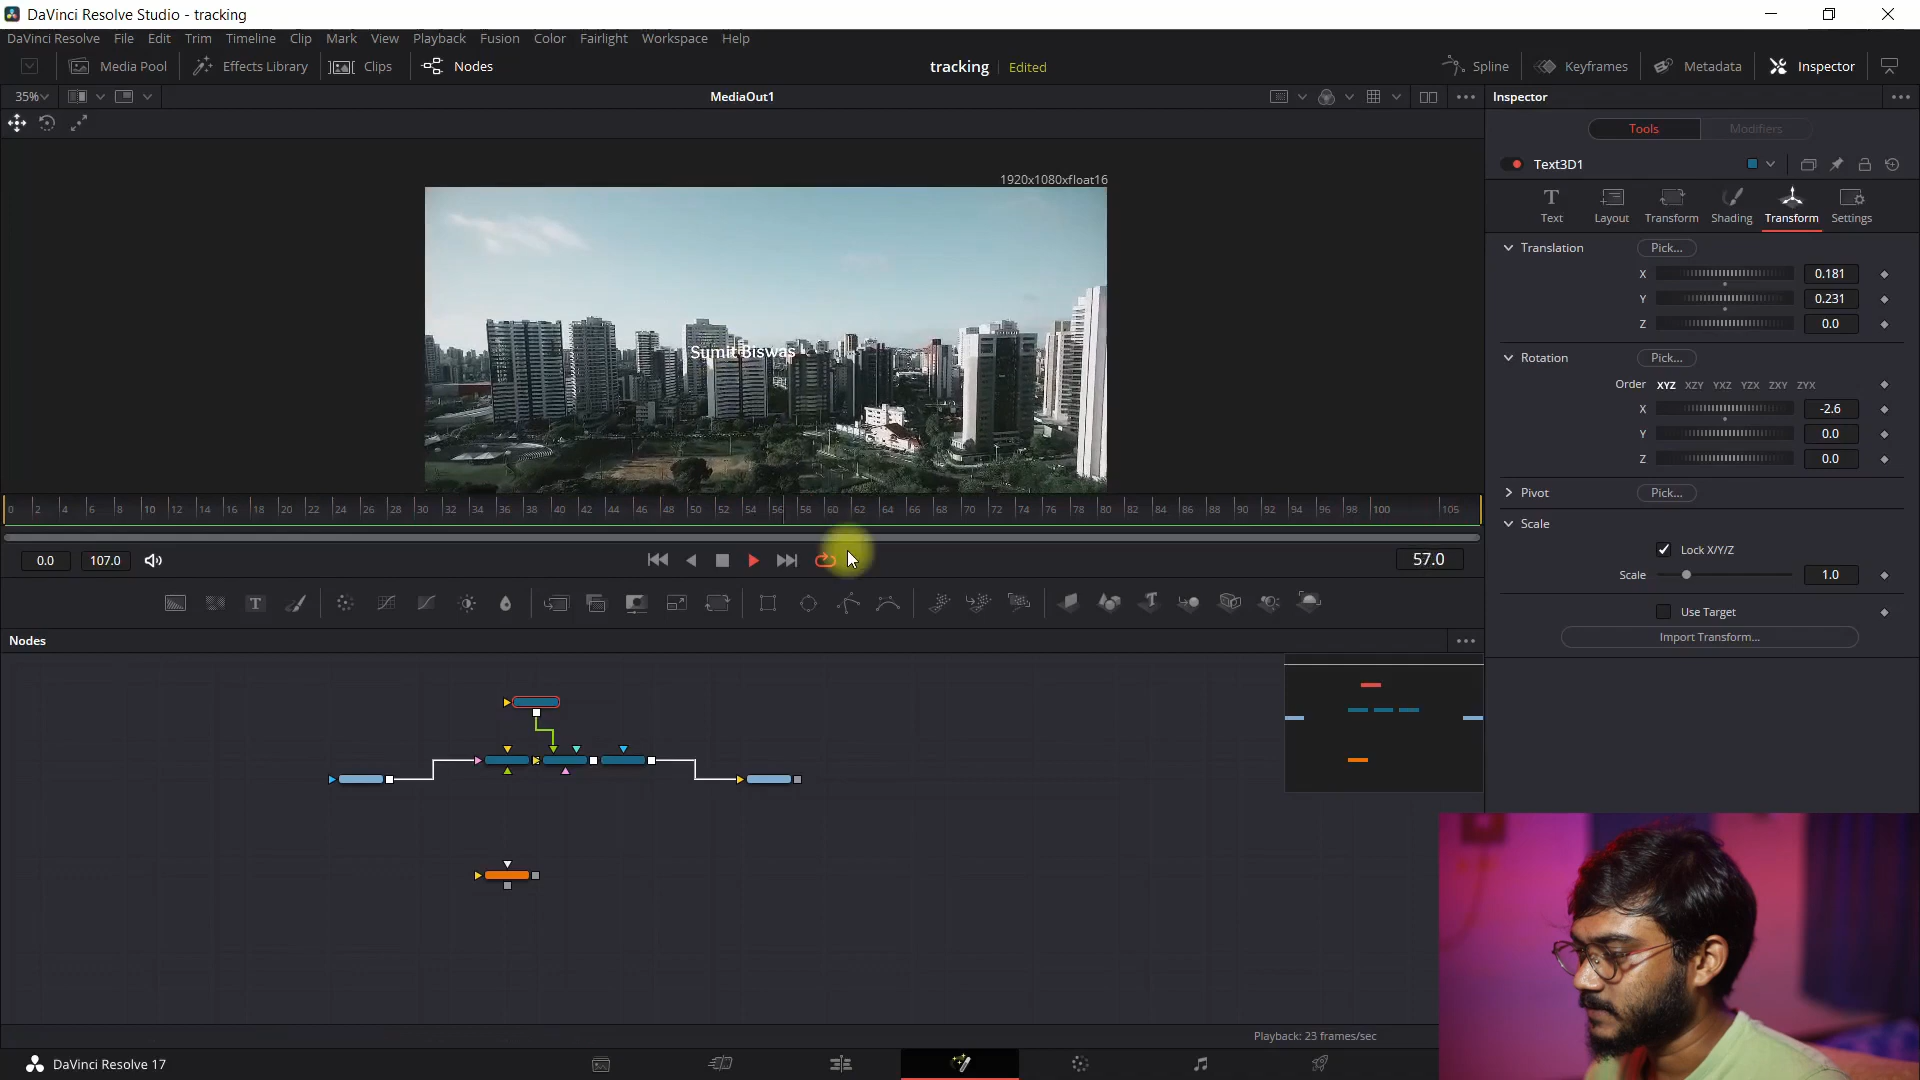 DaVinci Resolve Studio - tracking
DaVinci Resolve File Edit Trim Timeline Clip Mark View Playback Fusion Color Fairlight Workspace Help
Media Pool Effects Library Clips Nodes tracking Edited Spline Keyframes Metadata Inspector
35% MediaOut1 Inspector
Tools Modifiers
Text3D1
1920x1080xfloat16
Text Layout Transform Shading Transform Settings
Translation Pick...
X 0.181
Y 0.231
Z 0.0
Sumit Biswas
Rotation Pick...
Order XYZ XZY YXZ YZX ZXY ZYX
X -2.6
Y 0.0
Z 0.0
Pivot Pick...
0 2 4 6 8 10 12 14 16 18 20 22 24 26 28 30 32 34 36 38 40 42 44 46 48 50 52 54 56 58 60 62 64 66 68 70 72 74 76 78 80 82 84 86 88 90 92 94 96 98 100 105
Scale
Lock X/Y/Z
0.0 107.0 57.0
Scale 1.0
Use Target
Import Transform...
Nodes
Playback: 23 frames/sec
DaVinci Resolve 17